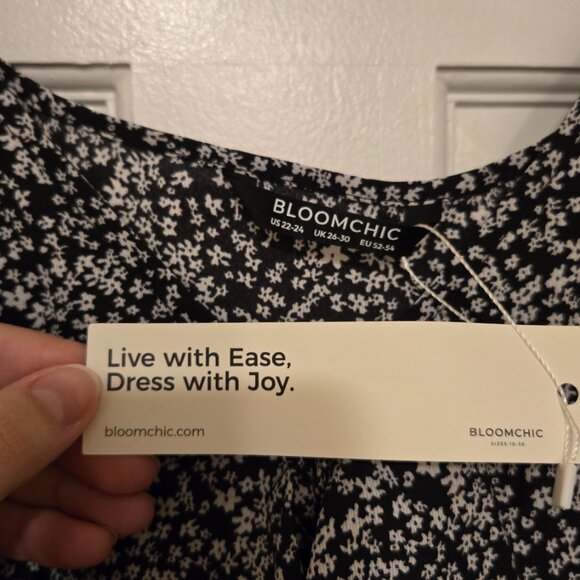 BLOOMCHIC
US 22-24 UK 26-30 EU 52-54
Live with Ease,
Dress with Joy.
bloomchic.com
BLOOMCHIC
SIZES 10-30